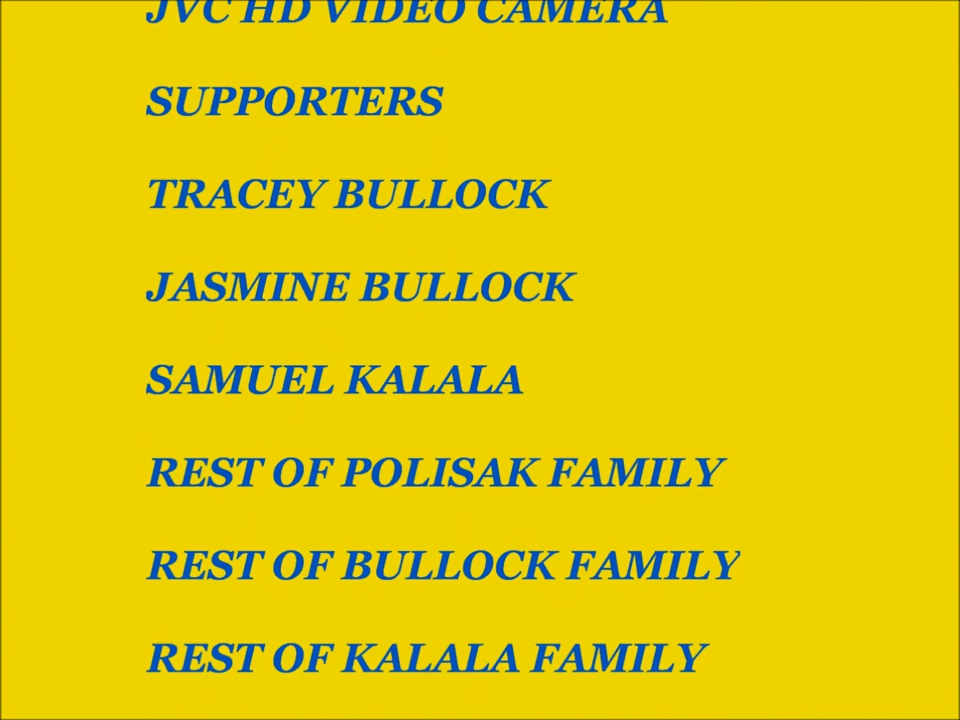 JVC HD VIDEO CAMERA
SUPPORTERS
TRACEY BULLOCK
JASMINE BULLOCK
SAMUEL KALALA
REST OF POLISAK FAMILY
REST OF BULLOCK FAMILY
REST OF KALALA FAMILY